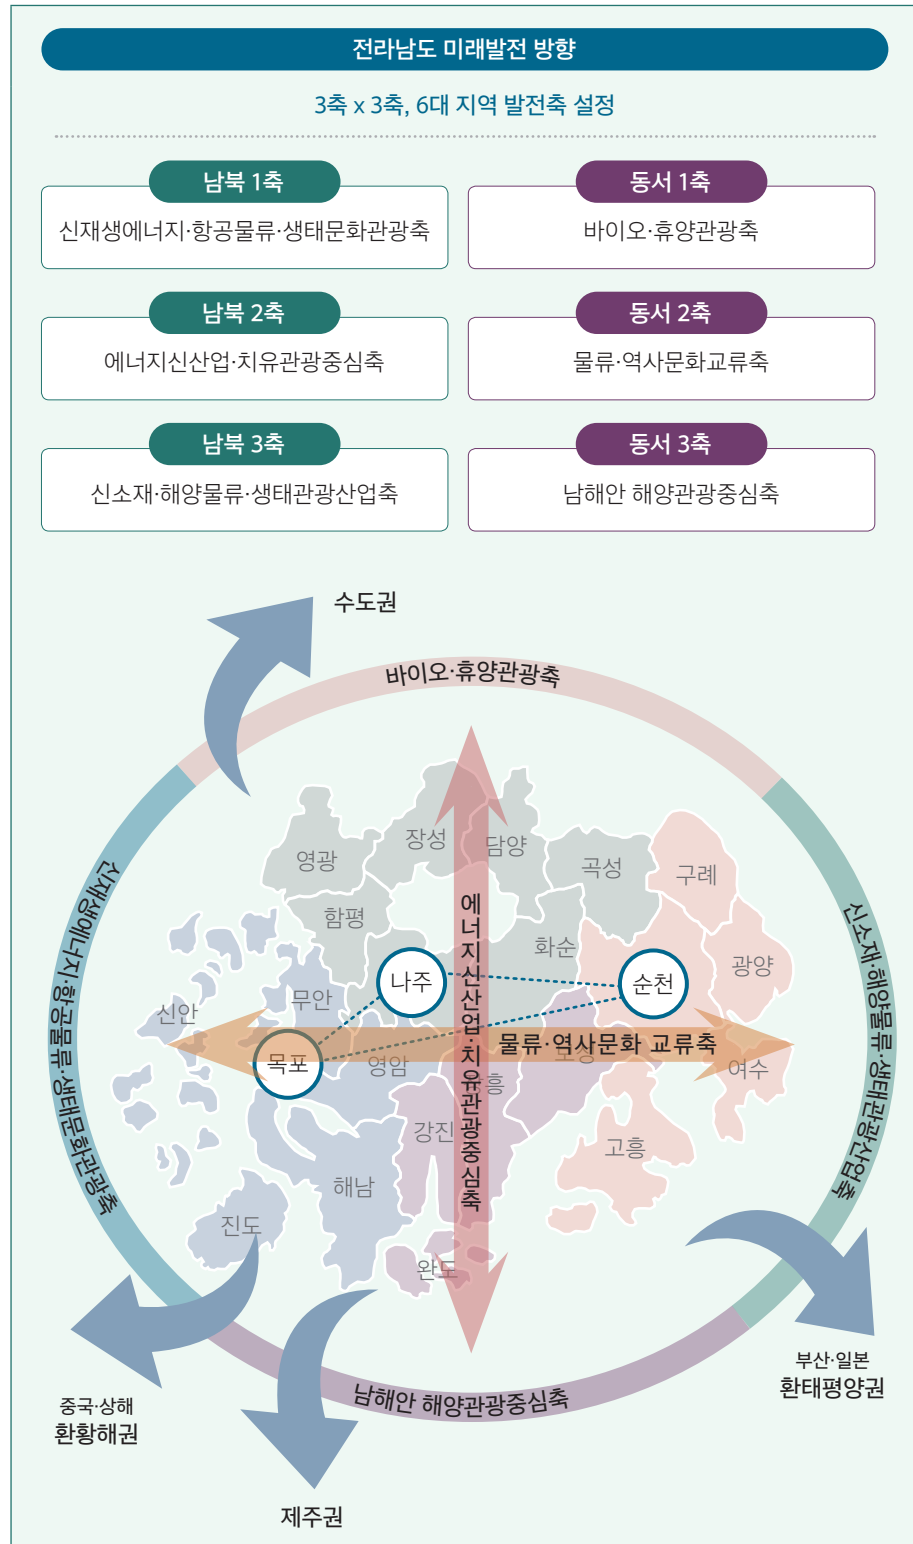 전라남도 미래발전 방향
3축 x 3축, 6대 지역 발전축 설정
남북 1축
신재생에너지·항공물류·생태문화관광축
동서 1축
바이오·휴양관광축
남북 2축
에너지신산업·치유관광중심축
동서 2축
물류·역사문화교류축
남북 3축
신소재·해양물류·생태관광산업축
동서 3축
남해안 해양관광중심축
수도권
바이오·휴양관광축
신재생에너지·항공물류·생태문화관광축
신소재·해양물류·생태관광산업축
에너지신산업·치유관광중심축
영광
장성
담양
곡성
구례
함평
화순
나주
순천
광양
신안
무안
물류·역사문화 교류축
목포
영암
여수
강진
고흥
해남
진도
완도
남해안 해양관광중심축
부산·일본
환태평양권
중국·상해
환황해권
제주권